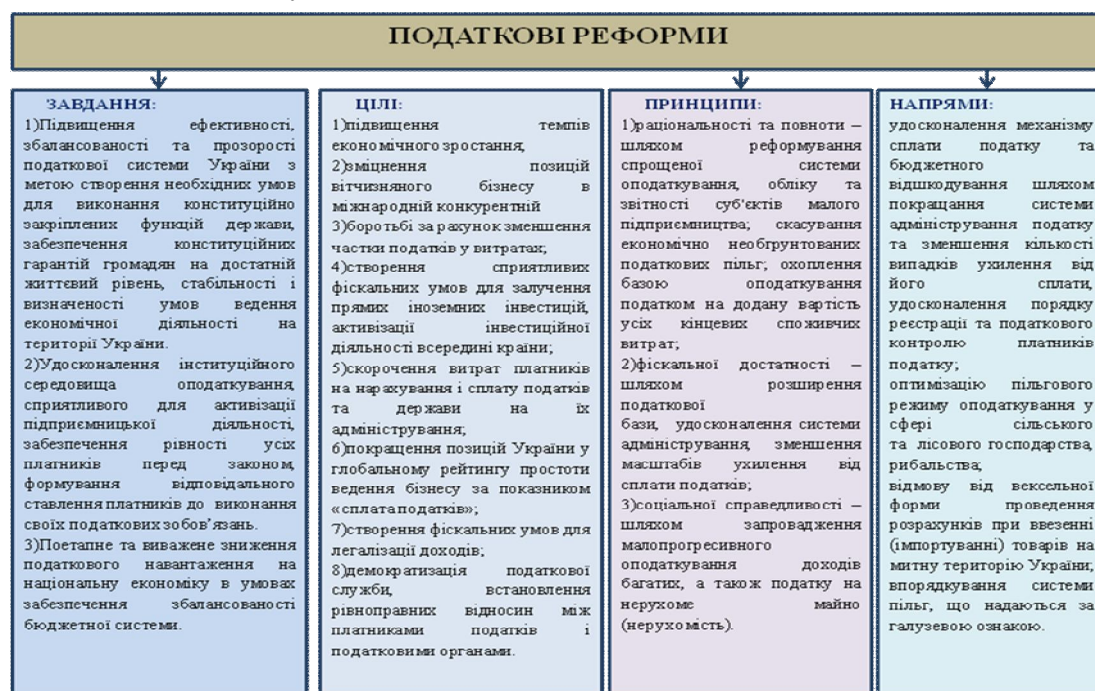 ПОДАТКОВІ РЕФОРМИ
ЗАВДАННЯ:
1)Підвищення ефективності,
збалансованості та прозорості
податкової системи України з
метою створення необхідних умов
для виконання конституційно
закріплених функцій держави,
забезпечення конституційних
гарантій громадян на достатній
життєвий рівень, стабільності і
визначеності умов ведення
економічної діяльності на
території України.
2)Удосконалення інституційного
середовища оподаткування,
сприятливого для активізації
підприємницької діяльності,
забезпечення рівності усіх
платників перед законом,
формування відповідального
ставлення платників до виконання
своїх податкових зобов’язань.
3)Поетапне та виважене зниження
податкового навантаження на
національну економіку в умовах
забезпечення збалансованості
бюджетної системи.
ЦІЛІ:
1)підвищення темпів
економічного зростання;
2)зміцнення позицій
вітчизняного бізнесу в
міжнародній конкурентній
3)боротьбі за рахунок зменшення
частки податків у витратах;
4)створення сприятливих
фіскальних умов для залучення
прямих іноземних інвестицій,
активізації інвестиційної
діяльності всередині країни;
5)скорочення витрат платників
на нарахування і сплату податків
та держави на їх
адміністрування;
6)покращення позицій України у
глобальному рейтингу простоти
ведення бізнесу за показником
«сплата податків»;
7)створення фіскальних умов для
легалізації доходів;
8)демократизація податкової
служби, встановлення
рівноправних відносин між
платниками податків і
податковими органами.
ПРИНЦИПИ:
1)раціональності та повноти –
шляхом реформування
спрощеної системи
оподаткування, обліку та
звітності суб'єктів малого
підприємництва; скасування
економічно необгрунтованих
податкових пільг; охоплення
базою оподаткування
податком на додану вартість
усіх кінцевих споживчих
витрат;
2)фіскальної достатності –
шляхом розширення
податкової
бази, удосконалення системи
адміністрування, зменшення
масштабів ухилення від
сплати податків;
3)соціальної справедливості –
шляхом запровадження
малопрогресивного
оподаткування доходів
багатих, а також податку на
нерухоме майно
(нерухомість).
НАПРЯМИ:
удосконалення механізму
сплати податку та
бюджетного
відшкодування шляхом
покращання системи
адміністрування податку
та зменшення кількості
випадків ухилення від
його сплати,
удосконалення порядку
реєстрації та податкового
контролю платників
податку;
оптимізацію пільгового
режиму оподаткування у
сфері сільського
та лісового господарства,
рибальства;
відмову від вексельної
форми проведення
розрахунків при ввезенні
(імпортуванні) товарів на
митну територію України;
впорядкування системи
пільг, що надаються за
галузевою ознакою.